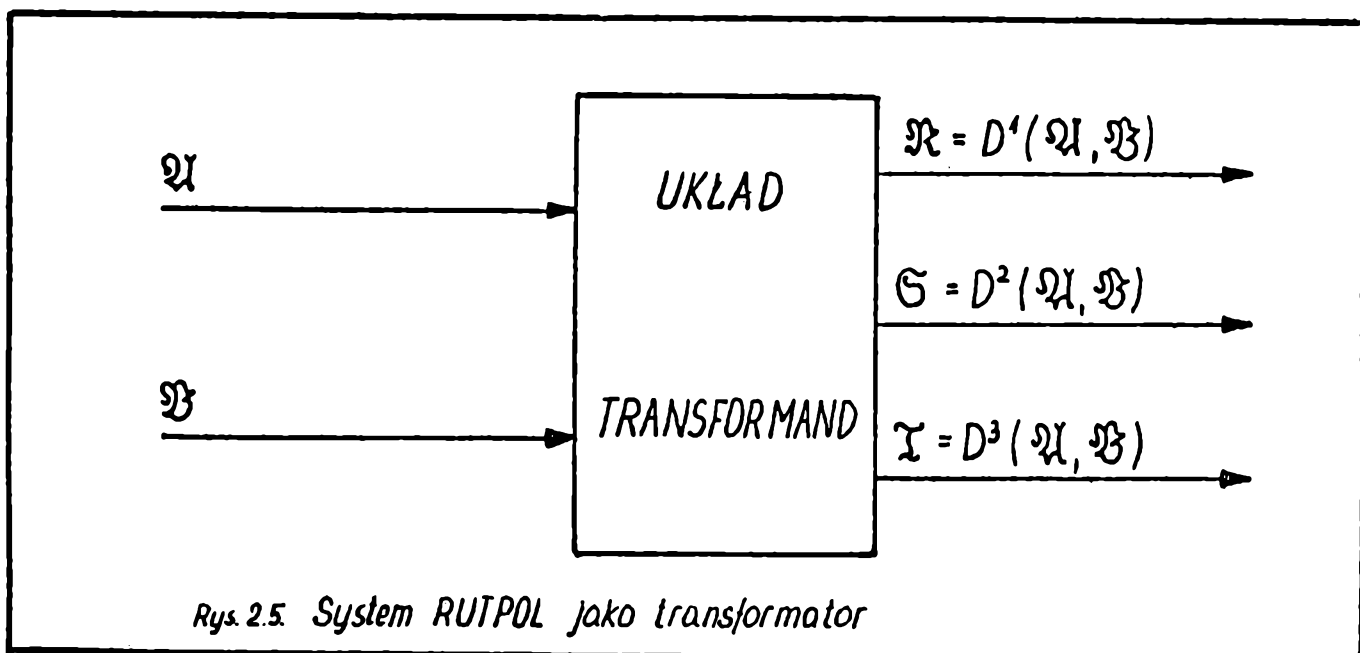 𝔄
𝔅
UKŁAD
TRANSFORMAND
ℜ = D¹(𝔄, 𝔅)
𝔖 = D²(𝔄, 𝔅)
𝔗 = D³(𝔄, 𝔅)
Rys. 2.5. System RUTPOL jako transformator